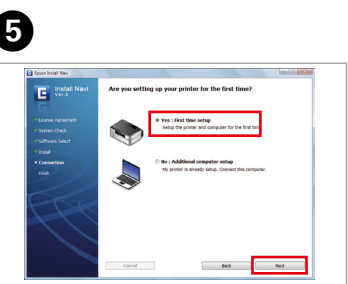 5
Epson Install Navi
Install Navi
Ver.3
Are you setting up your printer for the first time?
License Agreement
System Check
Software Select
Install
Connection
Finish
Yes : First time setup
Setup the printer and computer for the first time.
No : Additional computer setup
My printer is already setup. Connect this computer.
Cancel
Back
Next